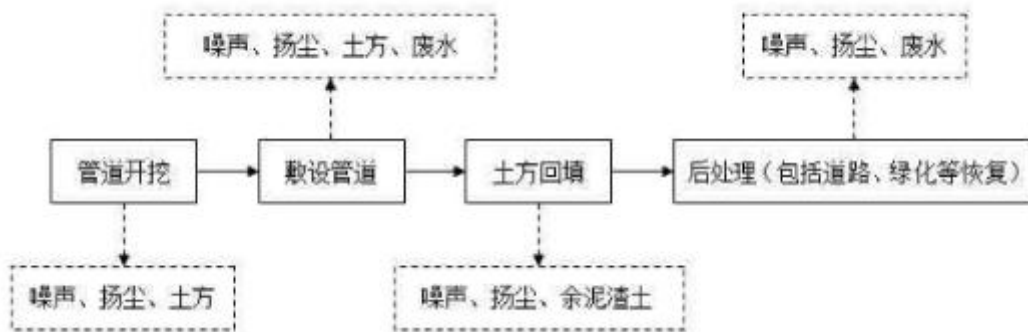 噪声、扬尘、土方、废水
噪声、扬尘、废水
管道开挖
敷设管道
土方回填
后处理（包括道路、绿化等恢复）
噪声、扬尘、土方
噪声、扬尘、余泥渣土